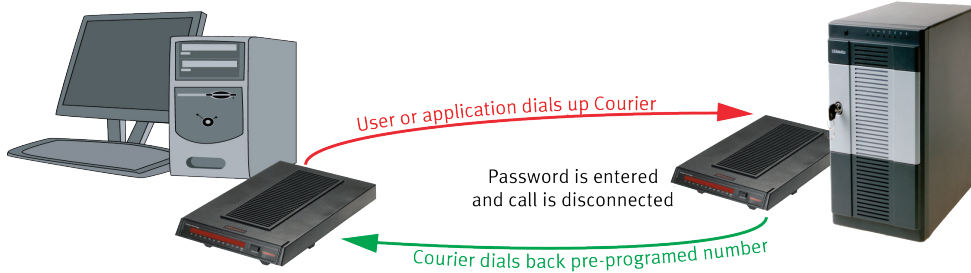 User or application dials up Courier
Password is entered
and call is disconnected
Courier dials back pre-programed number